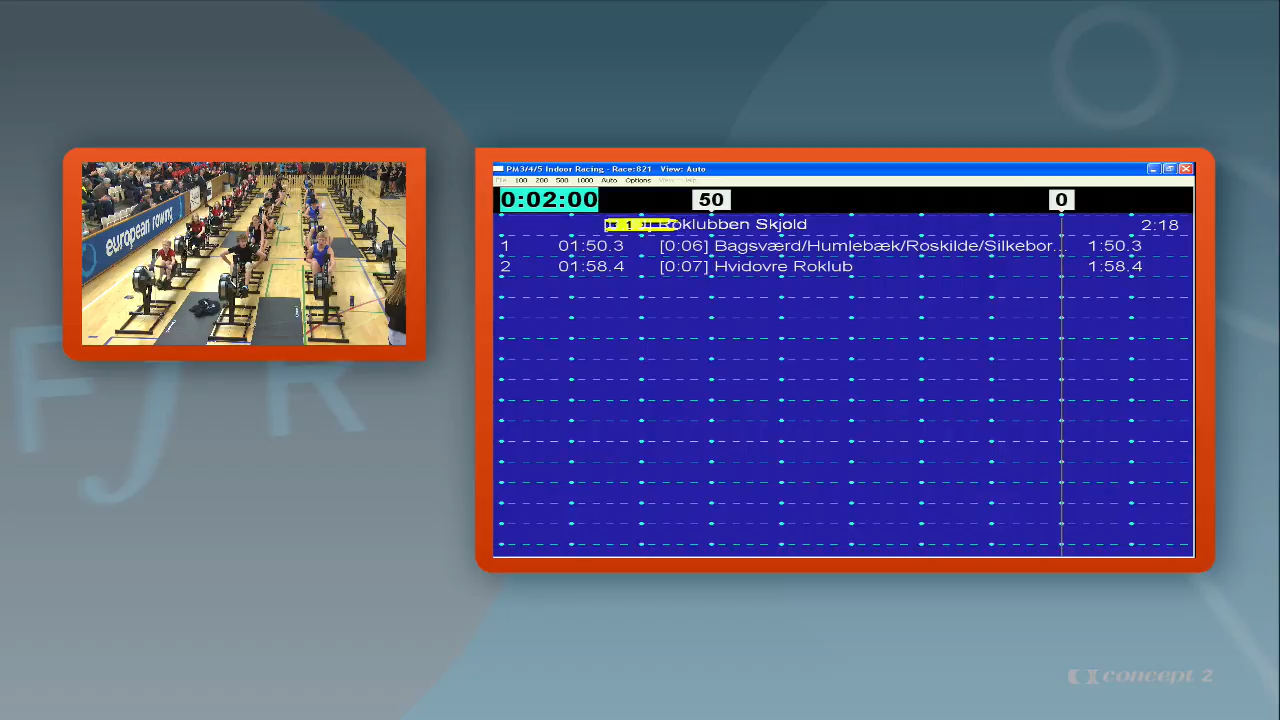 european rowing
PM3/4/5 Indoor Racing - Race:821 View: Auto
100 200 500 1000 Auto Options
0:02:00 50 0
1 Roklubben Skjold 2:18
1 01:50.3 [0:06] Bagsværd/Humlebæk/Roskilde/Silkebor... 1:50.3
2 01:58.4 [0:07] Hvidovre Roklub 1:58.4
F J R
concept 2